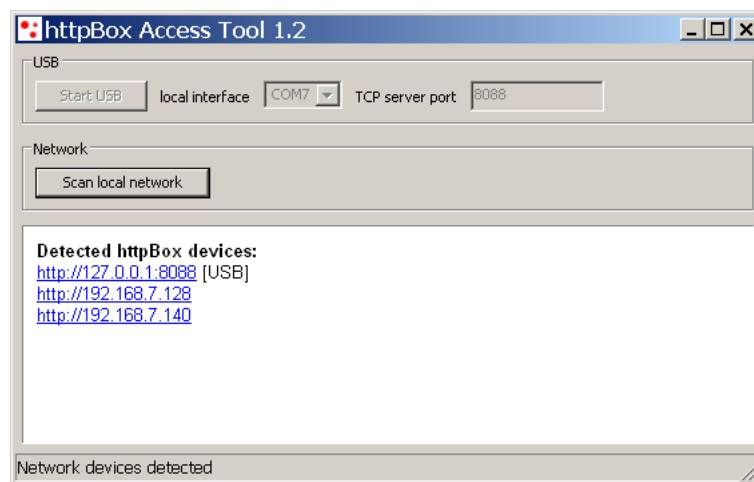 httpBox Access Tool 1.2
USB
Start USB local interface COM7 TCP server port 8088
Network
Scan local network
Detected httpBox devices:
http://127.0.0.1:8088 [USB]
http://192.168.7.128
http://192.168.7.140
Network devices detected